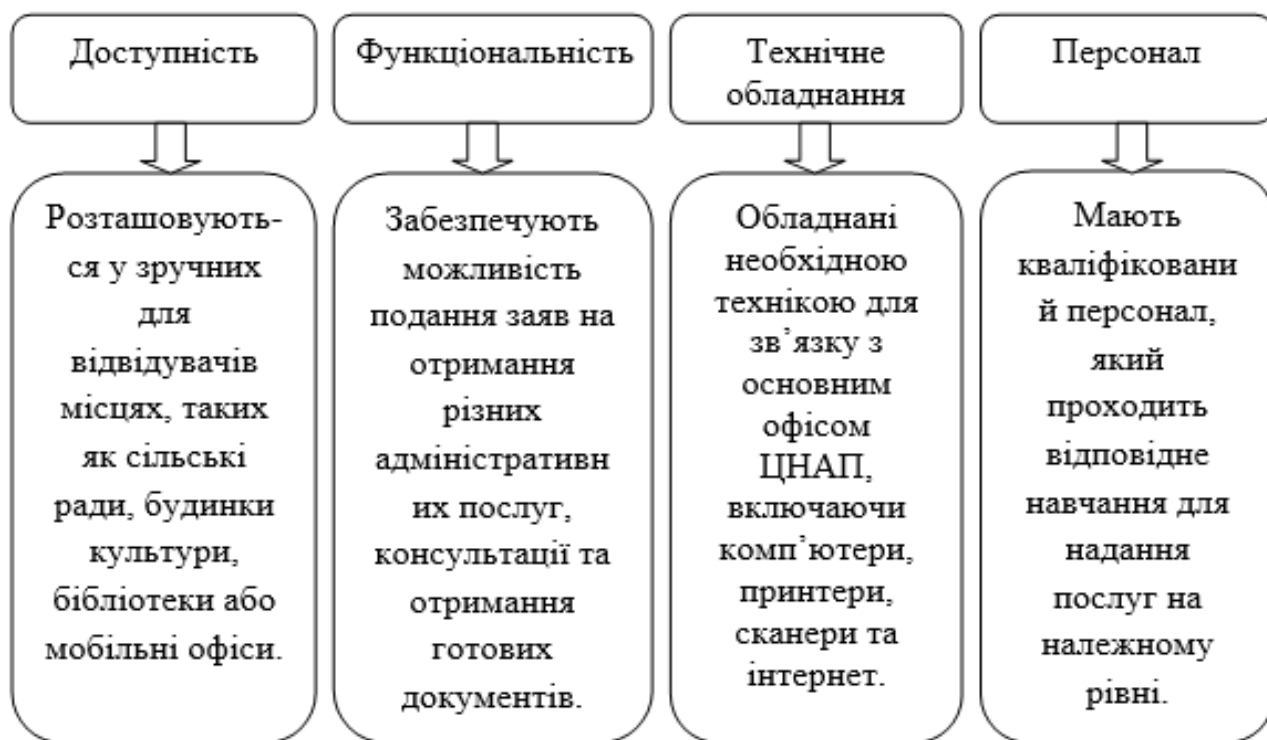 Доступність
Функціональність
Технічне
обладнання
Персонал
Розташовують-
ся у зручних
для
відвідувачів
місцях, таких
як сільські
ради, будинки
культури,
бібліотеки або
мобільні офіси.
Забезпечують
можливість
подання заяв на
отримання
різних
адміністративн
их послуг,
консультації та
отримання
готових
документів.
Обладнані
необхідною
технікою для
зв’язку з
основним
офісом
ЦНАП,
включаючи
комп’ютери,
принтери,
сканери та
інтернет.
Мають
кваліфіковани
й персонал,
який
проходить
відповідне
навчання для
надання
послуг на
належному
рівні.